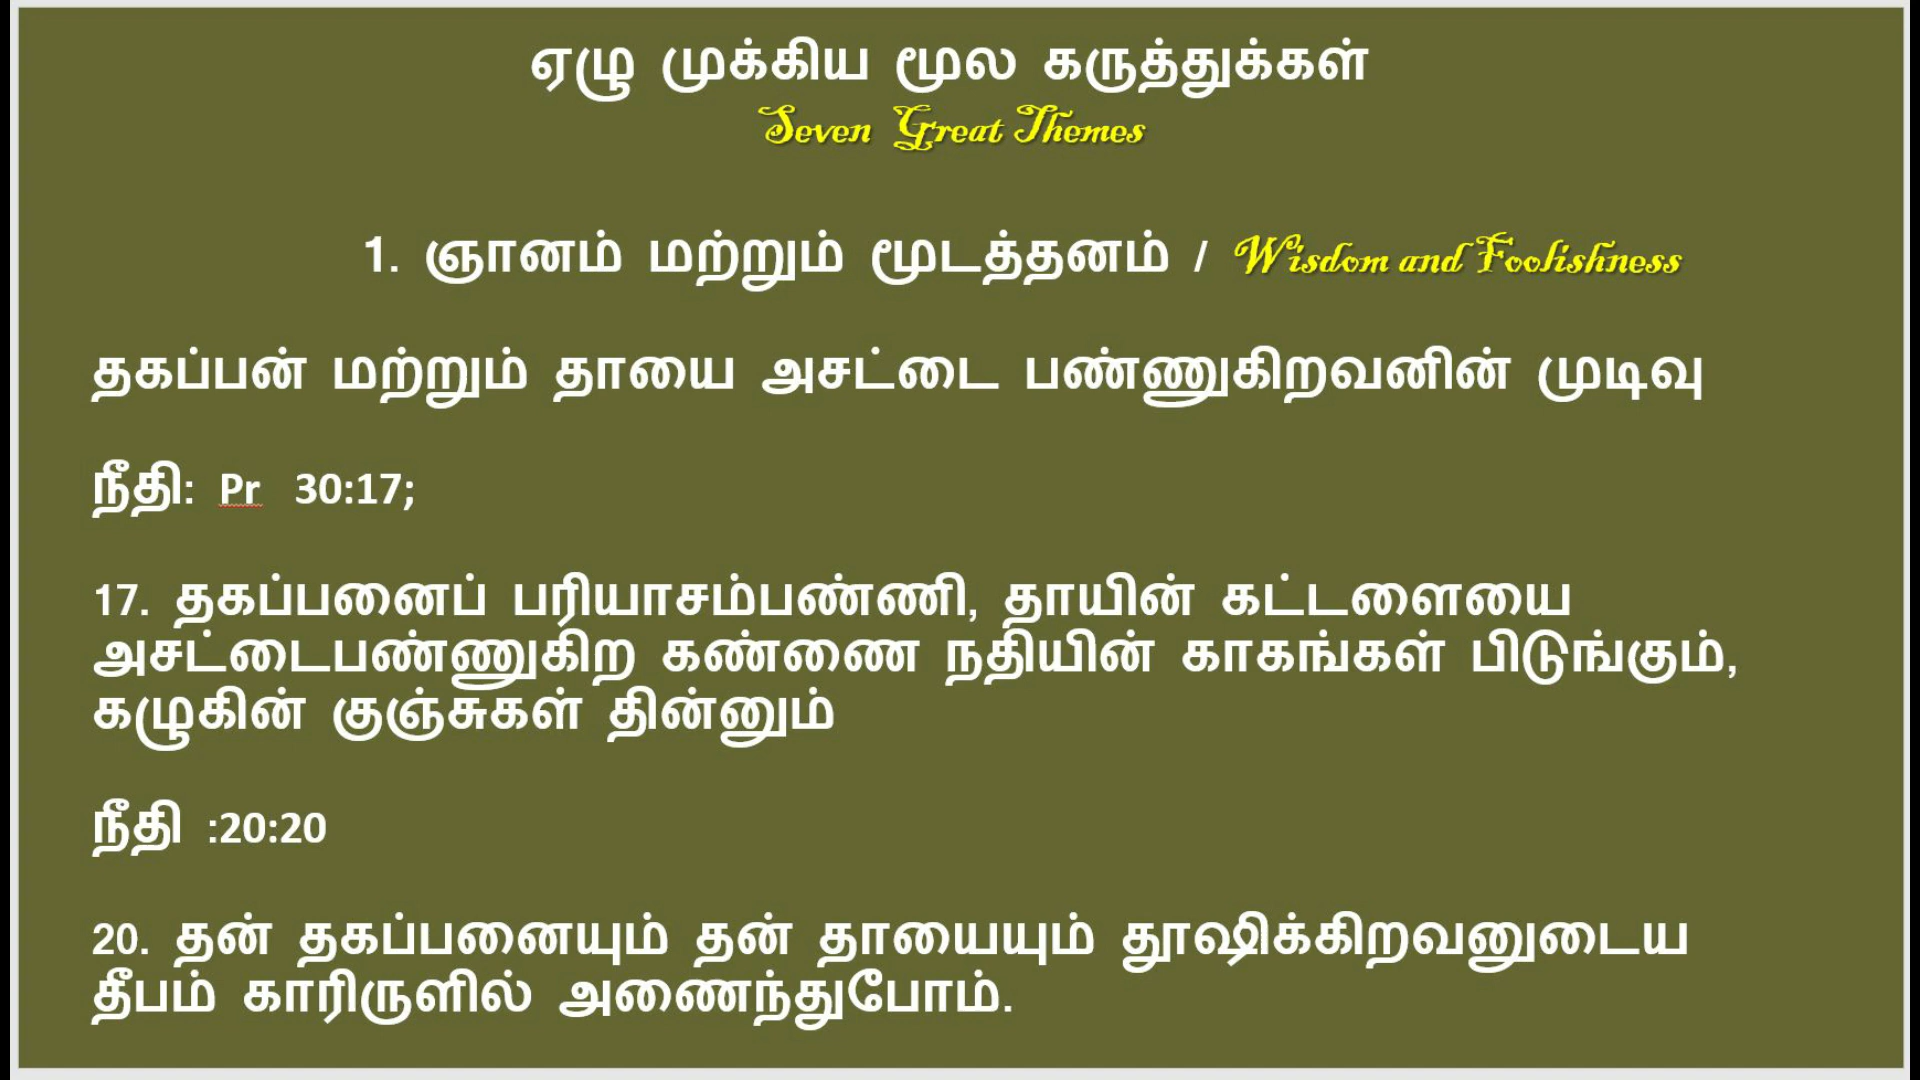 ஏழு முக்கிய மூல கருத்துக்கள்
Seven Great Themes
1. ஞானம் மற்றும் மூடத்தனம் / Wisdom and Foolishness
தகப்பன் மற்றும் தாயை அசட்டை பண்ணுகிறவனின் முடிவு
நீதி: Pr 30:17;
17. தகப்பனைப் பரியாசம்பண்ணி, தாயின் கட்டளையை
அசட்டைபண்ணுகிற கண்ணை நதியின் காகங்கள் பிடுங்கும்,
கழுகின் குஞ்சுகள் தின்னும்
நீதி :20:20
20. தன் தகப்பனையும் தன் தாயையும் தூஷிக்கிறவனுடைய
தீபம் காரிருளில் அணைந்துபோம்.